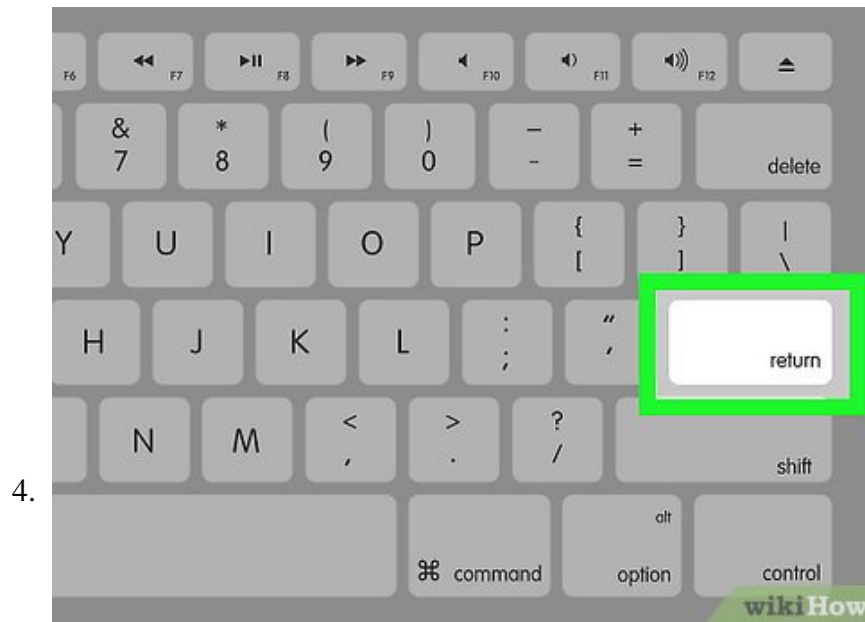 F6 F7 F8 F9 F10 F11 F12
& * ( ) — +
7 8 9 0 - = delete
Y U I O P { } |
[ ] \
H J K L : "
; ' return
N M < > ?
, . / shift
4.
alt
⌘ command option control
wikiHow